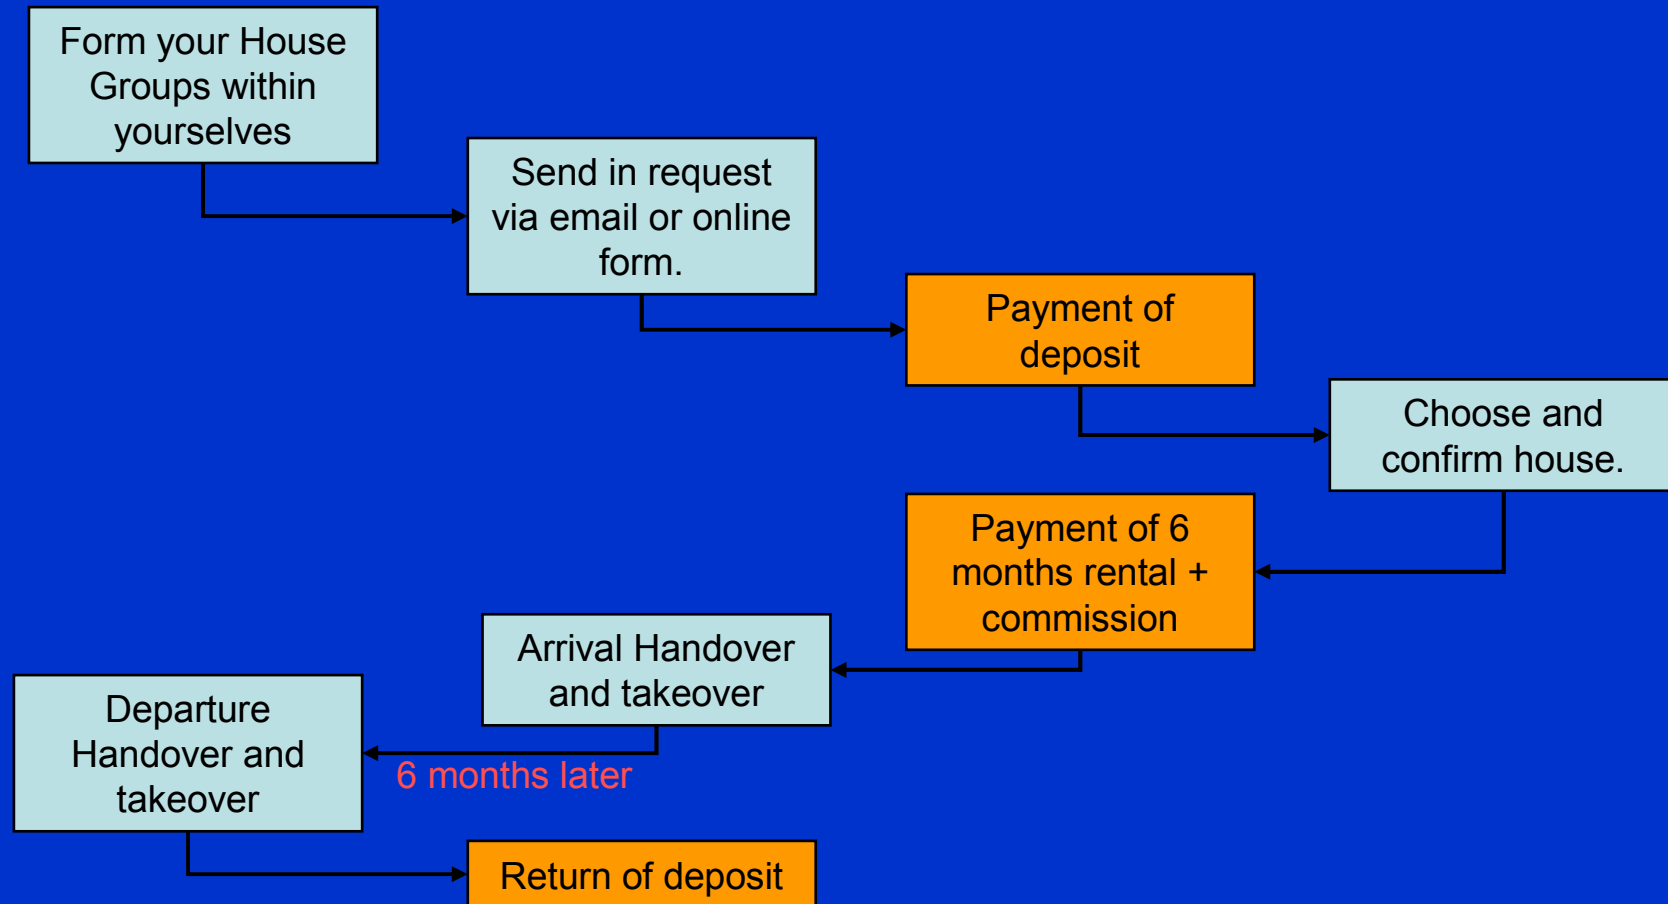 Form your House
Groups within
yourselves
Send in request
via email or online
form.
Payment of
deposit
Choose and
confirm house.
Payment of 6
months rental +
commission
Arrival Handover
and takeover
Departure
Handover and
takeover
6 months later
Return of deposit